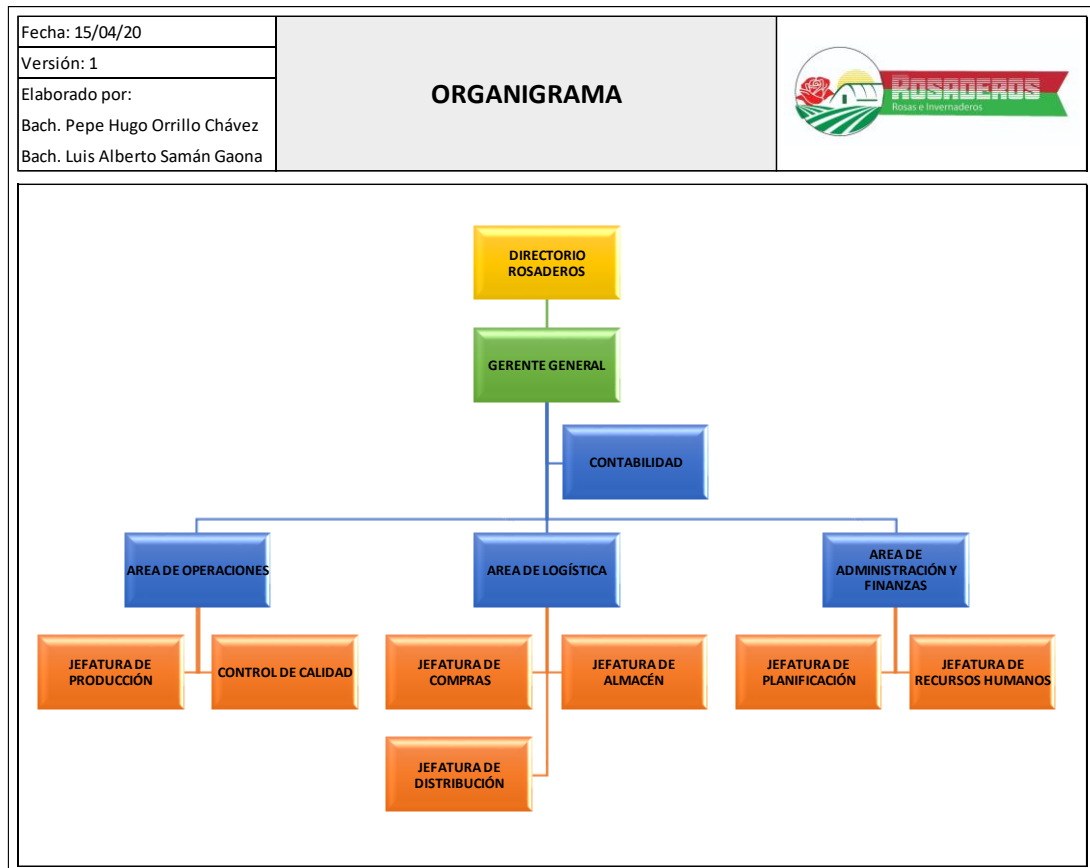 Fecha: 15/04/20
Versión: 1
Elaborado por:
Bach. Pepe Hugo Orrillo Chávez
Bach. Luis Alberto Samán Gaona
ORGANIGRAMA
ROSADEROS
Rosas e Invernaderos
DIRECTORIO
ROSADEROS
GERENTE GENERAL
CONTABILIDAD
AREA DE OPERACIONES
AREA DE LOGÍSTICA
AREA DE
ADMINISTRACIÓN Y
FINANZAS
JEFATURA DE
PRODUCCIÓN
CONTROL DE CALIDAD
JEFATURA DE
COMPRAS
JEFATURA DE
ALMACÉN
JEFATURA DE
PLANIFICACIÓN
JEFATURA DE
RECURSOS HUMANOS
JEFATURA DE
DISTRIBUCIÓN